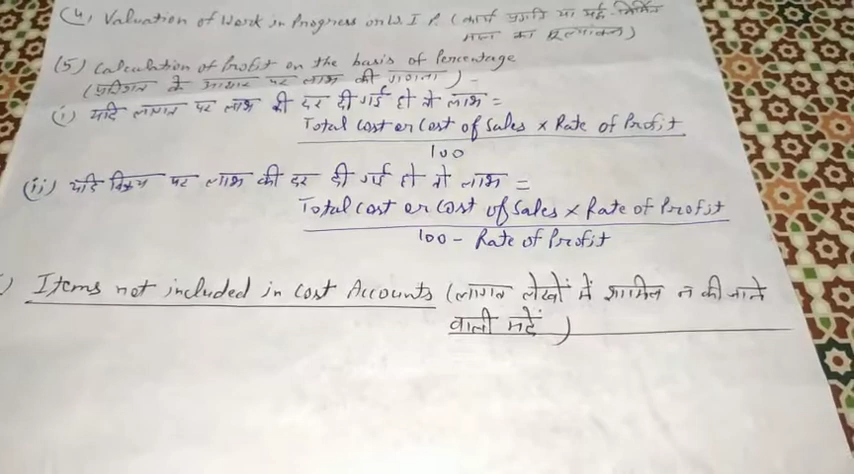 (4) Valuation of Work in Progress or W.I.P. (कार्य प्रगति या अर्द्ध निर्मित
माल का मूल्यांकन)
(5) Calculation of Profit on the basis of Percentage
(प्रतिशत के आधार पर लाभ की गणना) -
(i) यदि लागत पर लाभ की दर दी गई हो तो लाभ =
Total Cost or Cost of Sales × Rate of Profit
100
(ii) यदि विक्रय पर लाभ की दर दी गई हो तो लाभ =
Total Cost or Cost of Sales × Rate of Profit
100 - Rate of Profit
) Items not included in Cost Accounts (लागत लेखों में शामिल न की जाने
वाली मदें)